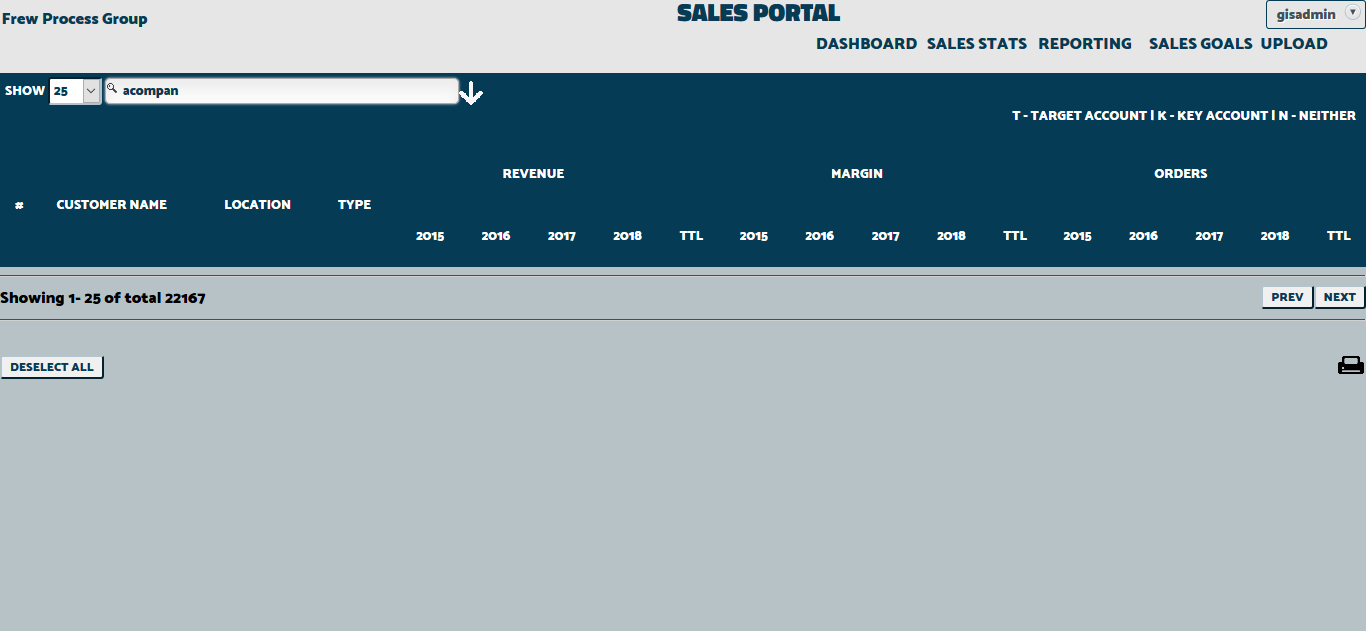 Frew Process Group
SALES PORTAL
gisadmin
DASHBOARD SALES STATS REPORTING SALES GOALS UPLOAD
SHOW 25 acompan
T - TARGET ACCOUNT | K - KEY ACCOUNT | N - NEITHER
REVENUE MARGIN ORDERS
# CUSTOMER NAME LOCATION TYPE
2015 2016 2017 2018 TTL 2015 2016 2017 2018 TTL 2015 2016 2017 2018 TTL
Showing 1- 25 of total 22167
PREV NEXT
DESELECT ALL